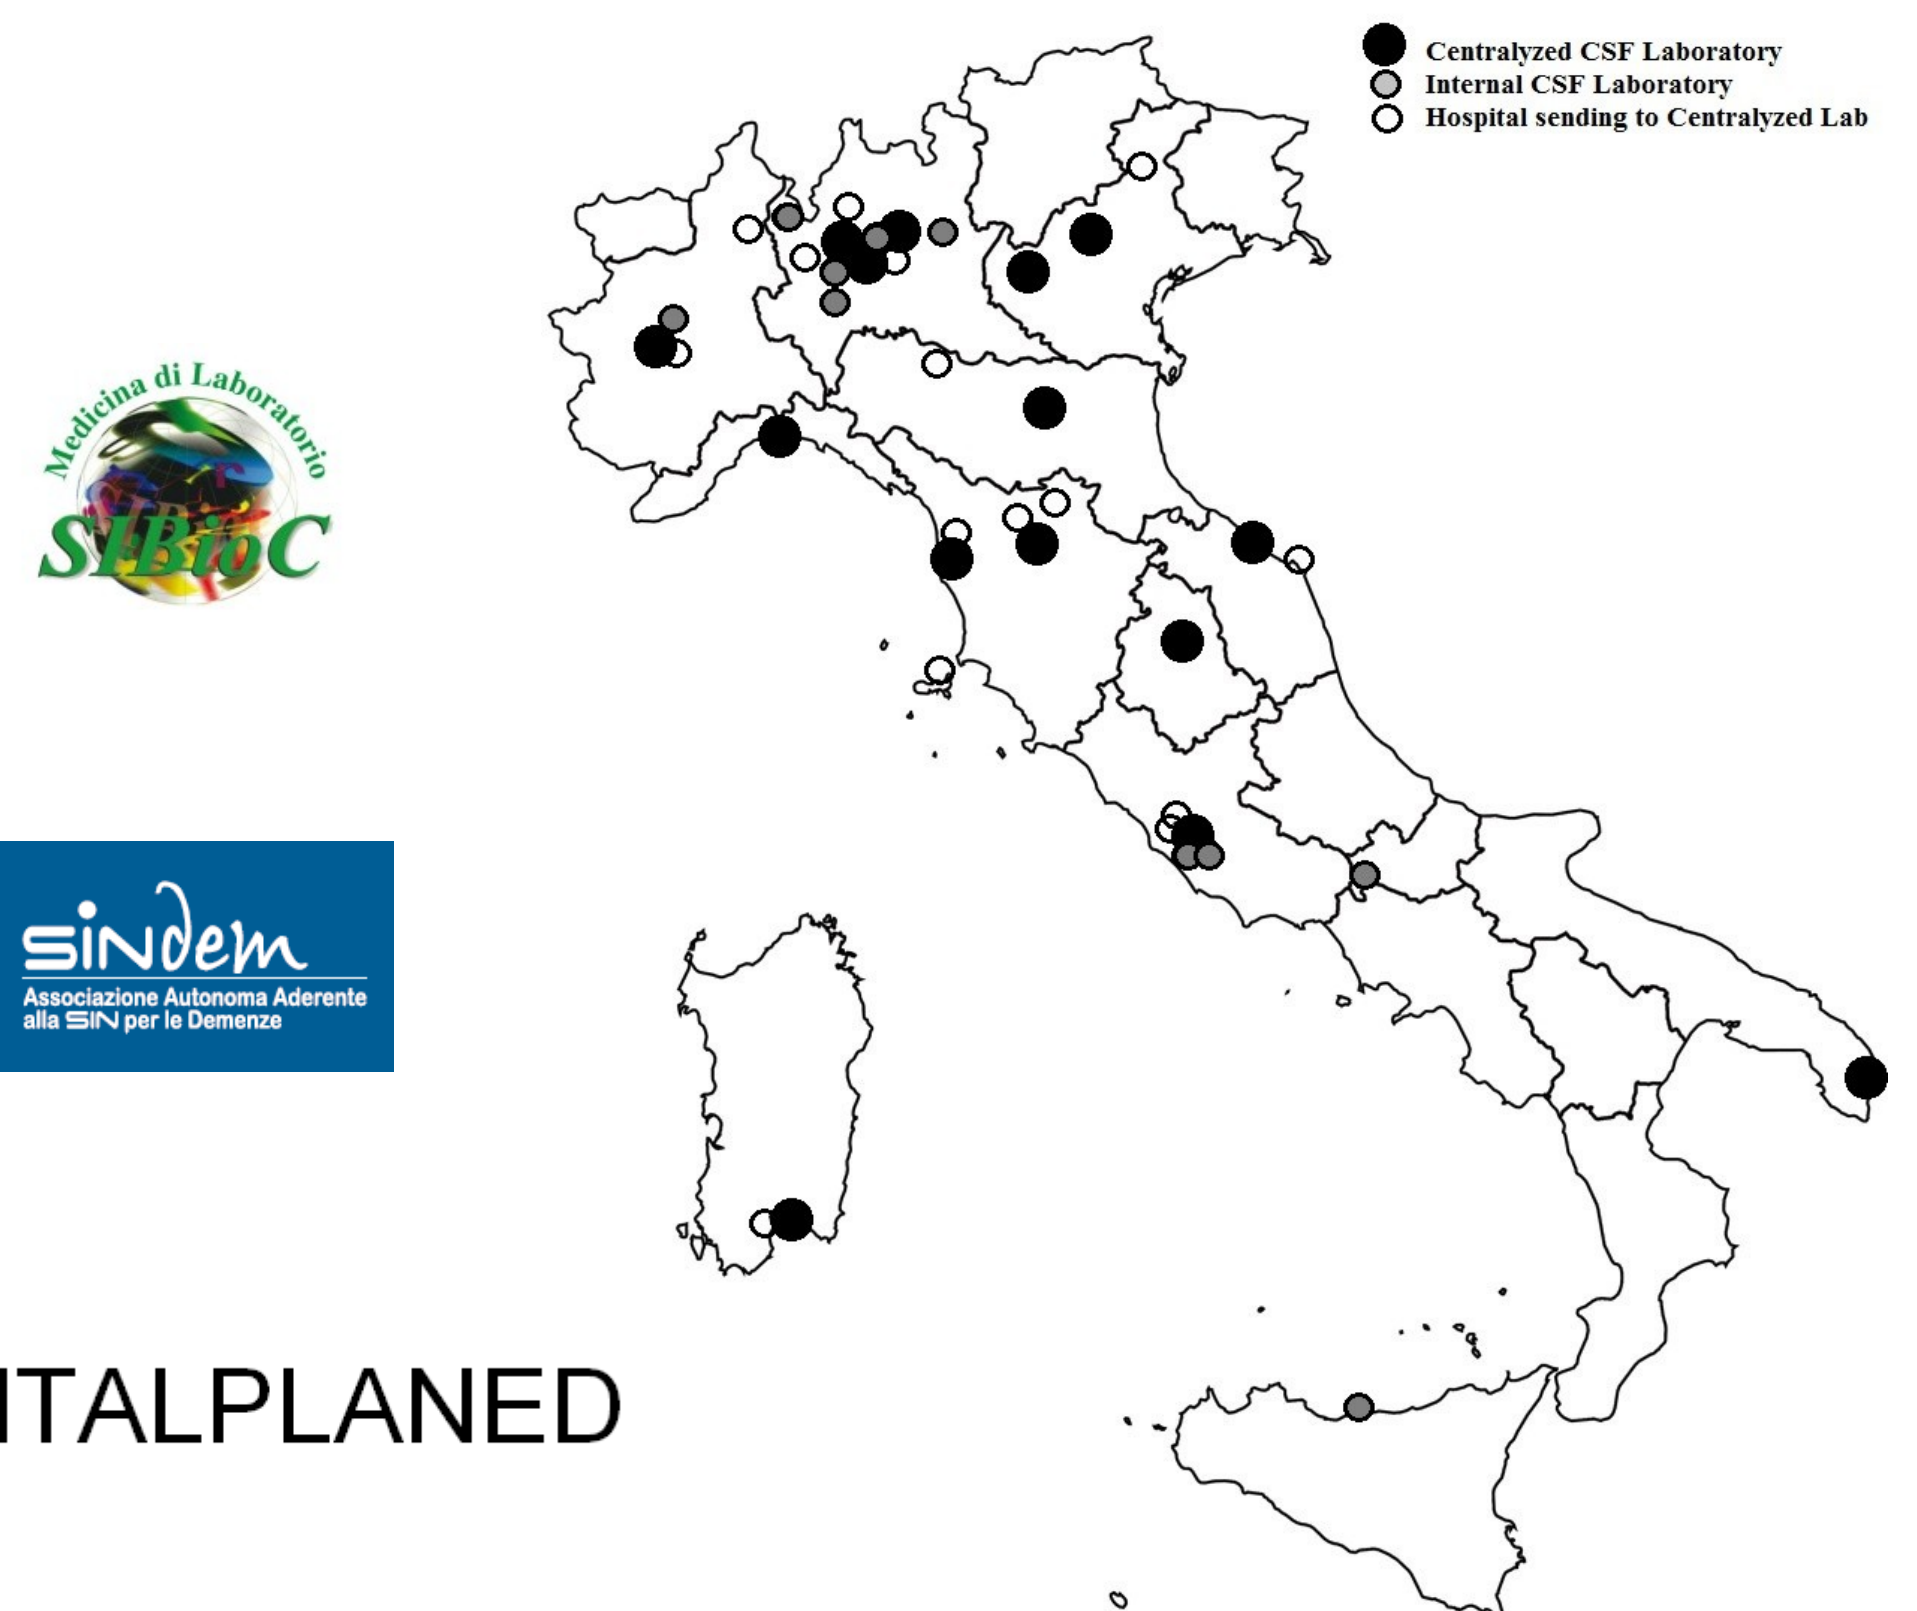 Centralyzed CSF Laboratory
Internal CSF Laboratory
Hospital sending to Centralyzed Lab
Medicina di Laboratorio
SIBioC
SINdem
Associazione Autonoma Aderente
alla SIN per le Demenze
ITALPLANED